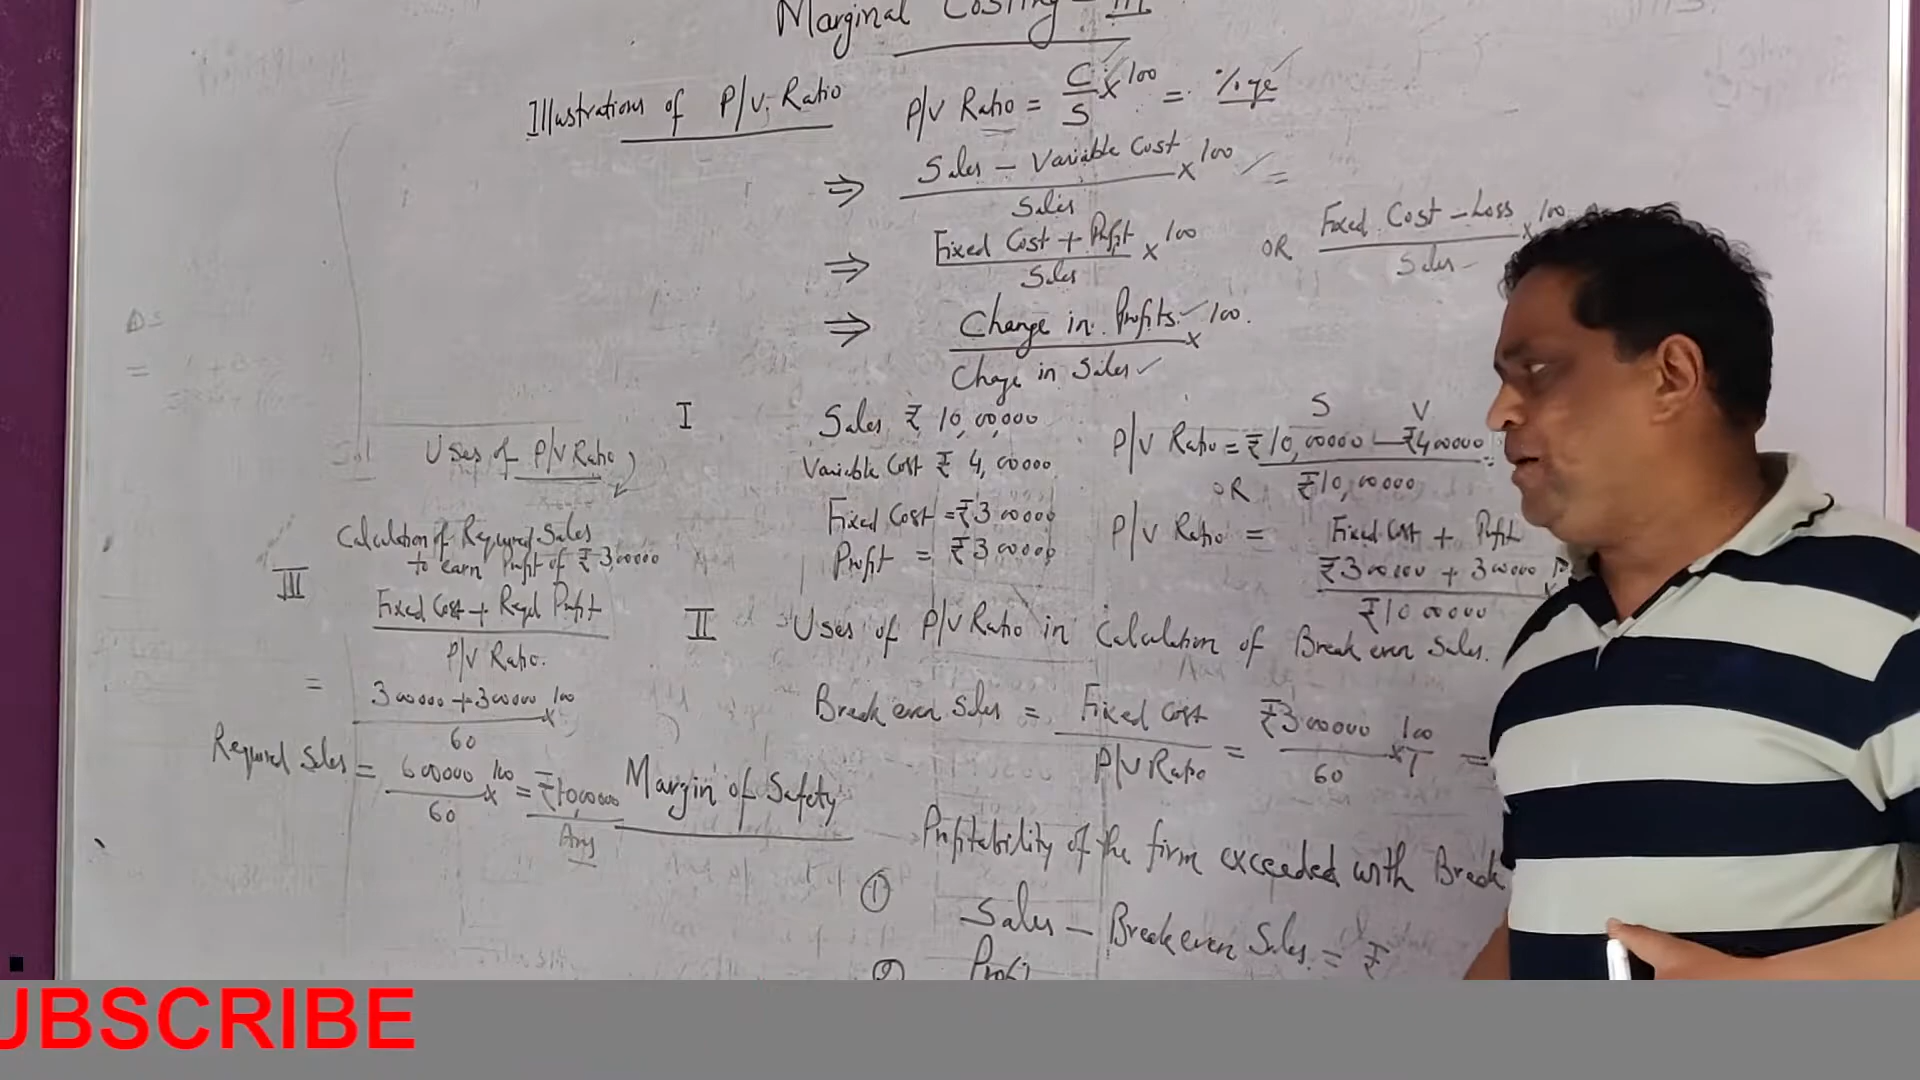 Marginal Costing - III
Illustrations of P/V. Ratio
P/V Ratio = C/S × 100 = %ge
⇒ Sales - Variable Cost / Sales × 100 =
⇒ Fixed Cost + Profit / Sales × 100 OR Fixed Cost - Loss / Sales × 100
⇒ Change in Profits / Change in Sales × 100
I Sales ₹ 10,00,000
Variable Cost ₹ 4,00000
Fixed Cost = ₹300000
Profit = ₹300000
S V
P/V Ratio = ₹10,00000 - ₹400000 / ₹10,00000 =
OR
P/V Ratio = Fixed Cost + Profit
₹300000 + 300000 / ₹1000000
II Uses of P/V Ratio in Calculation of Break even Sales.
Break even Sales = Fixed Cost / P/V Ratio = ₹300000 / 60 × 100 / 1 =
Uses of P/V Ratio
III Calculation of Required Sales
to earn Profit of ₹ 3,00000
Fixed Cost + Reqd Profit / P/V Ratio.
= 300000 + 300000 / 60 × 100
Required Sales = 600000 / 60 × 100 = ₹10,00000
Ans
Margin of Safety
Profitability of the firm exceeded with Break
① Sales - Break even Sales. = ₹
②
UBSCRIBE